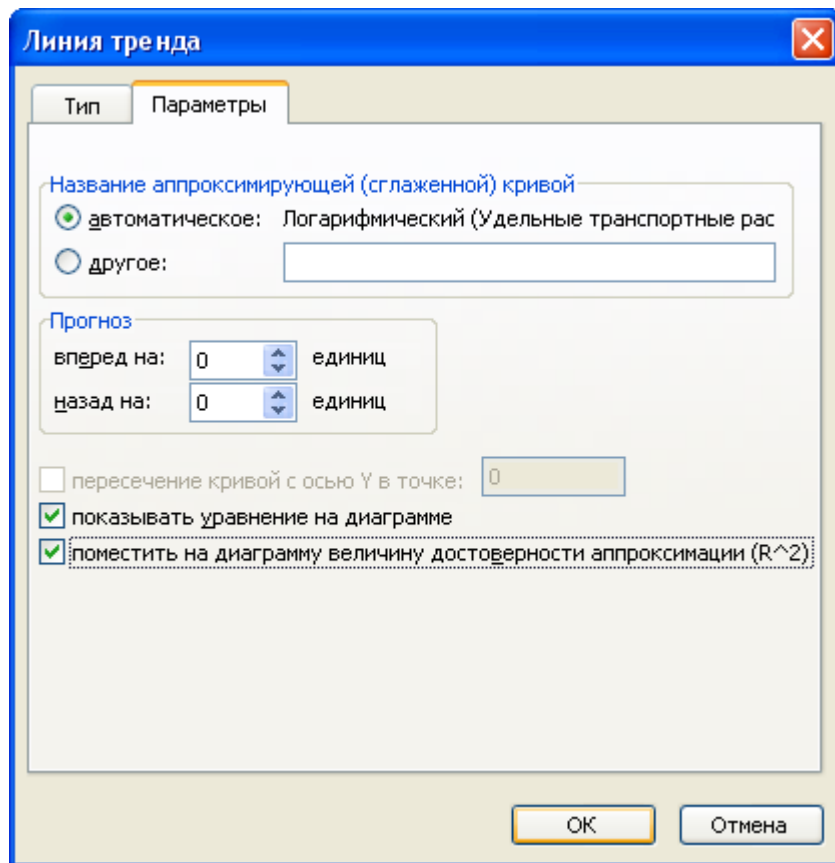 Линия тренда
Тип Параметры
Название аппроксимирующей (сглаженной) кривой
автоматическое: Логарифмический (Удельные транспортные рас
другое:
Прогноз
вперед на: 0 единиц
назад на: 0 единиц
пересечение кривой с осью Y в точке: 0
показывать уравнение на диаграмме
поместить на диаграмму величину достоверности аппроксимации (R^2)
ОК Отмена